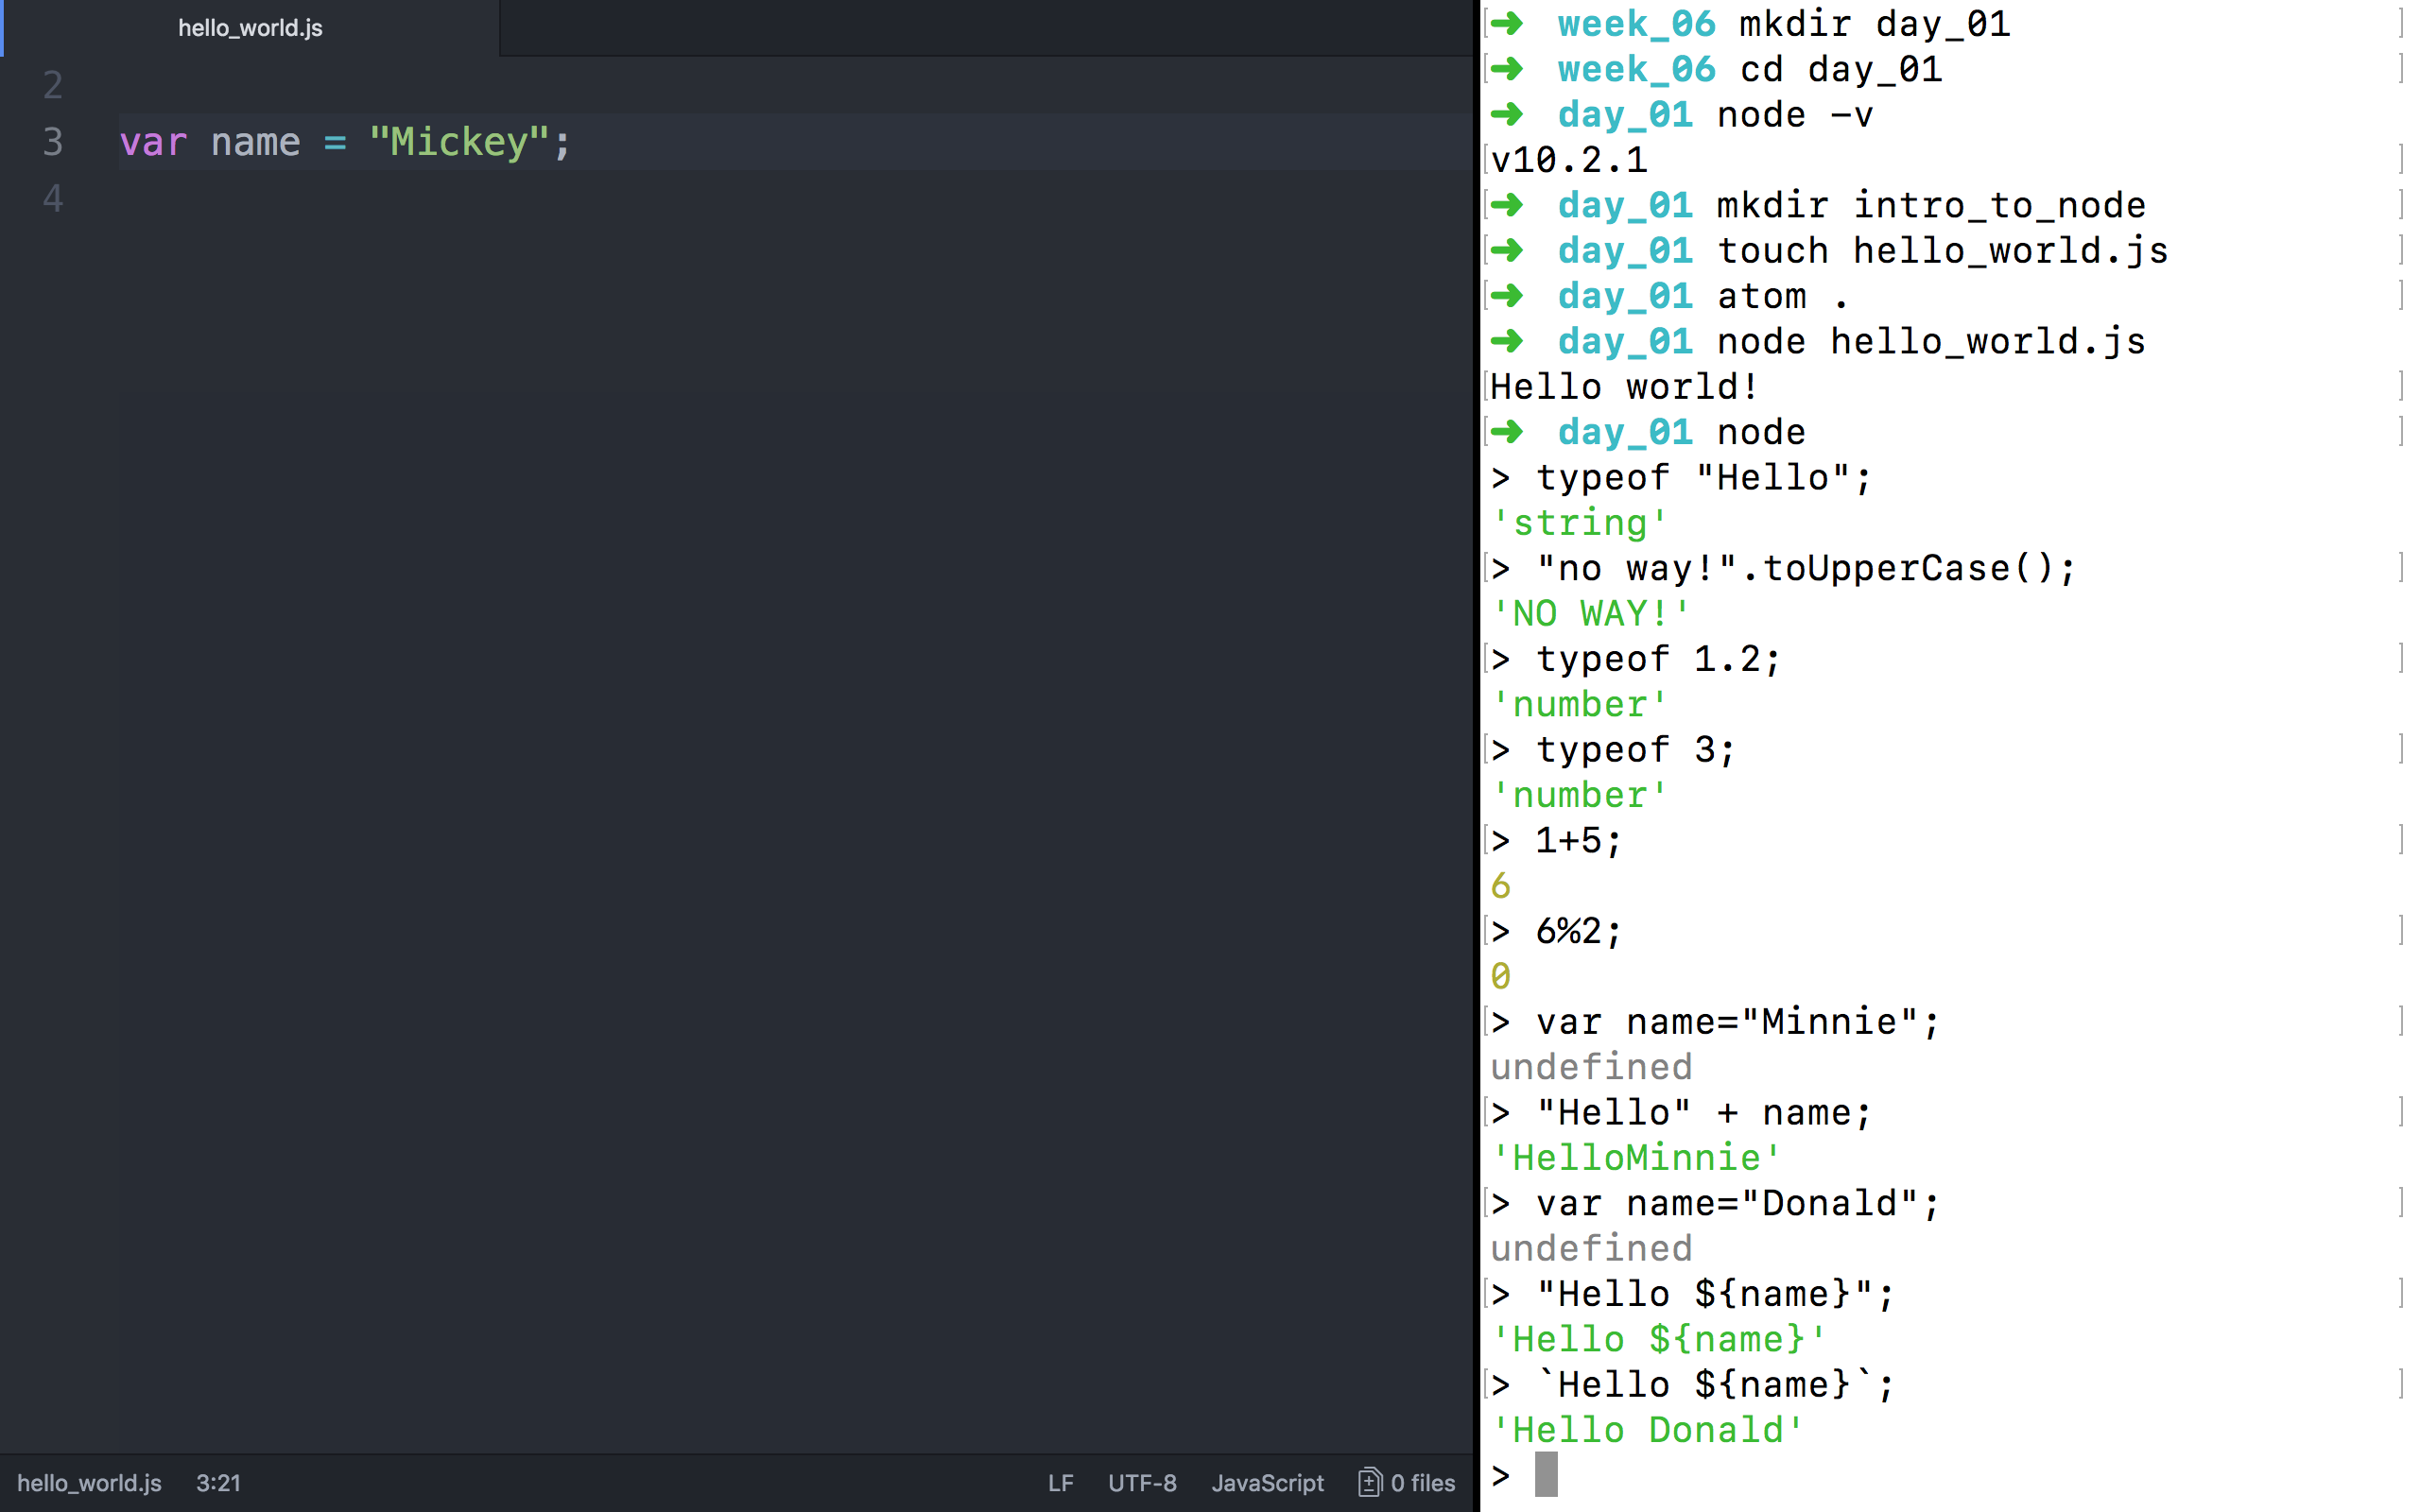 hello_world.js
2
3 var name = "Mickey";
4
hello_world.js 3:21 LF UTF-8 JavaScript 0 files
➜ week_06 mkdir day_01
➜ week_06 cd day_01
➜ day_01 node -v
v10.2.1
➜ day_01 mkdir intro_to_node
➜ day_01 touch hello_world.js
➜ day_01 atom .
➜ day_01 node hello_world.js
Hello world!
➜ day_01 node
> typeof "Hello";
'string'
> "no way!".toUpperCase();
'NO WAY!'
> typeof 1.2;
'number'
> typeof 3;
'number'
> 1+5;
6
> 6%2;
0
> var name="Minnie";
undefined
> "Hello" + name;
'HelloMinnie'
> var name="Donald";
undefined
> "Hello ${name}";
'Hello ${name}'
> `Hello ${name}`;
'Hello Donald'
>